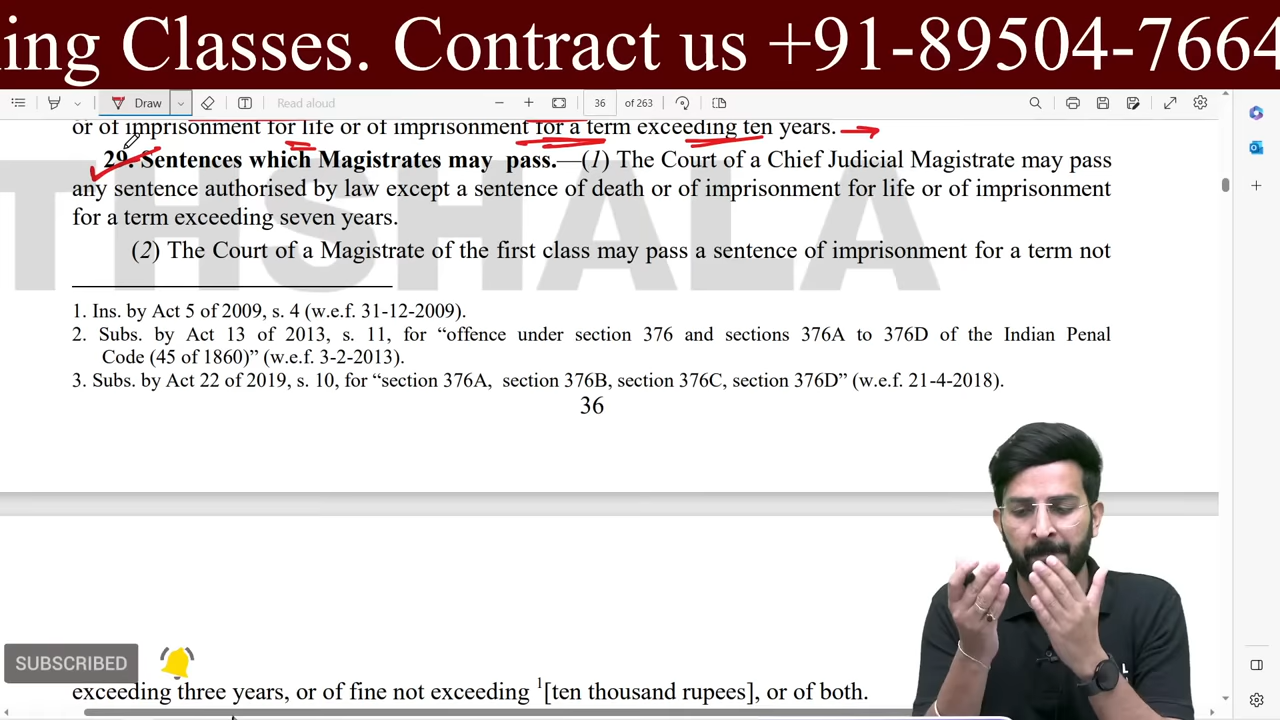 ing Classes. Contract us +91-89504-7664
Draw
Read aloud
36 of 263
or of imprisonment for life or of imprisonment for a term exceeding ten years.
29. Sentences which Magistrates may pass.—(1) The Court of a Chief Judicial Magistrate may pass
any sentence authorised by law except a sentence of death or of imprisonment for life or of imprisonment
for a term exceeding seven years.
(2) The Court of a Magistrate of the first class may pass a sentence of imprisonment for a term not
1. Ins. by Act 5 of 2009, s. 4 (w.e.f. 31-12-2009).
2. Subs. by Act 13 of 2013, s. 11, for “offence under section 376 and sections 376A to 376D of the Indian Penal
Code (45 of 1860)” (w.e.f. 3-2-2013).
3. Subs. by Act 22 of 2019, s. 10, for “section 376A, section 376B, section 376C, section 376D” (w.e.f. 21-4-2018).
36
THSHALA
SUBSCRIBED
exceeding three years, or of fine not exceeding 1[ten thousand rupees], or of both.